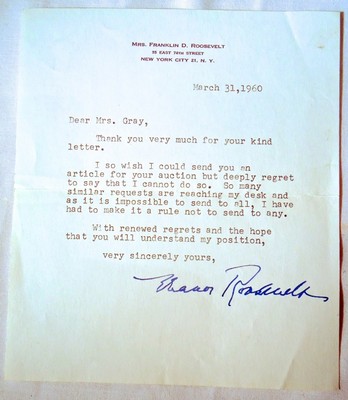 MRS. FRANKLIN D. ROOSEVELT
55 EAST 74TH STREET
NEW YORK CITY 21, N. Y.
March 31,1960
Dear Mrs. Gray,
Thank you very much for your kind
letter.
I so wish I could send you an
article for your auction but deeply regret
to say that I cannot do so. So many
similar requests are reaching my desk and
as it is impossible to send to all, I have
had to make it a rule not to send to any.
With renewed regrets and the hope
that you will understand my position,
very sincerely yours,
Eleanor Roosevelt